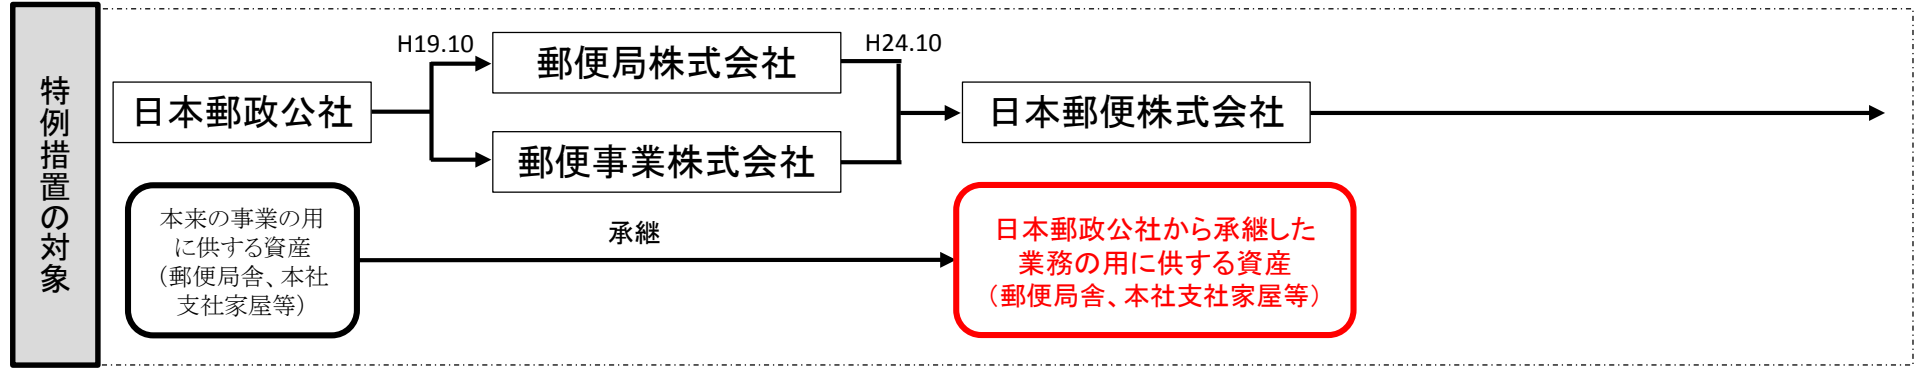 特例措置の対象
H19.10
郵便局株式会社
H24.10
日本郵政公社
日本郵便株式会社
郵便事業株式会社
本来の事業の用
に供する資産
（郵便局舎、本社
支社家屋等）
承継
日本郵政公社から承継した
業務の用に供する資産
（郵便局舎、本社支社家屋等）